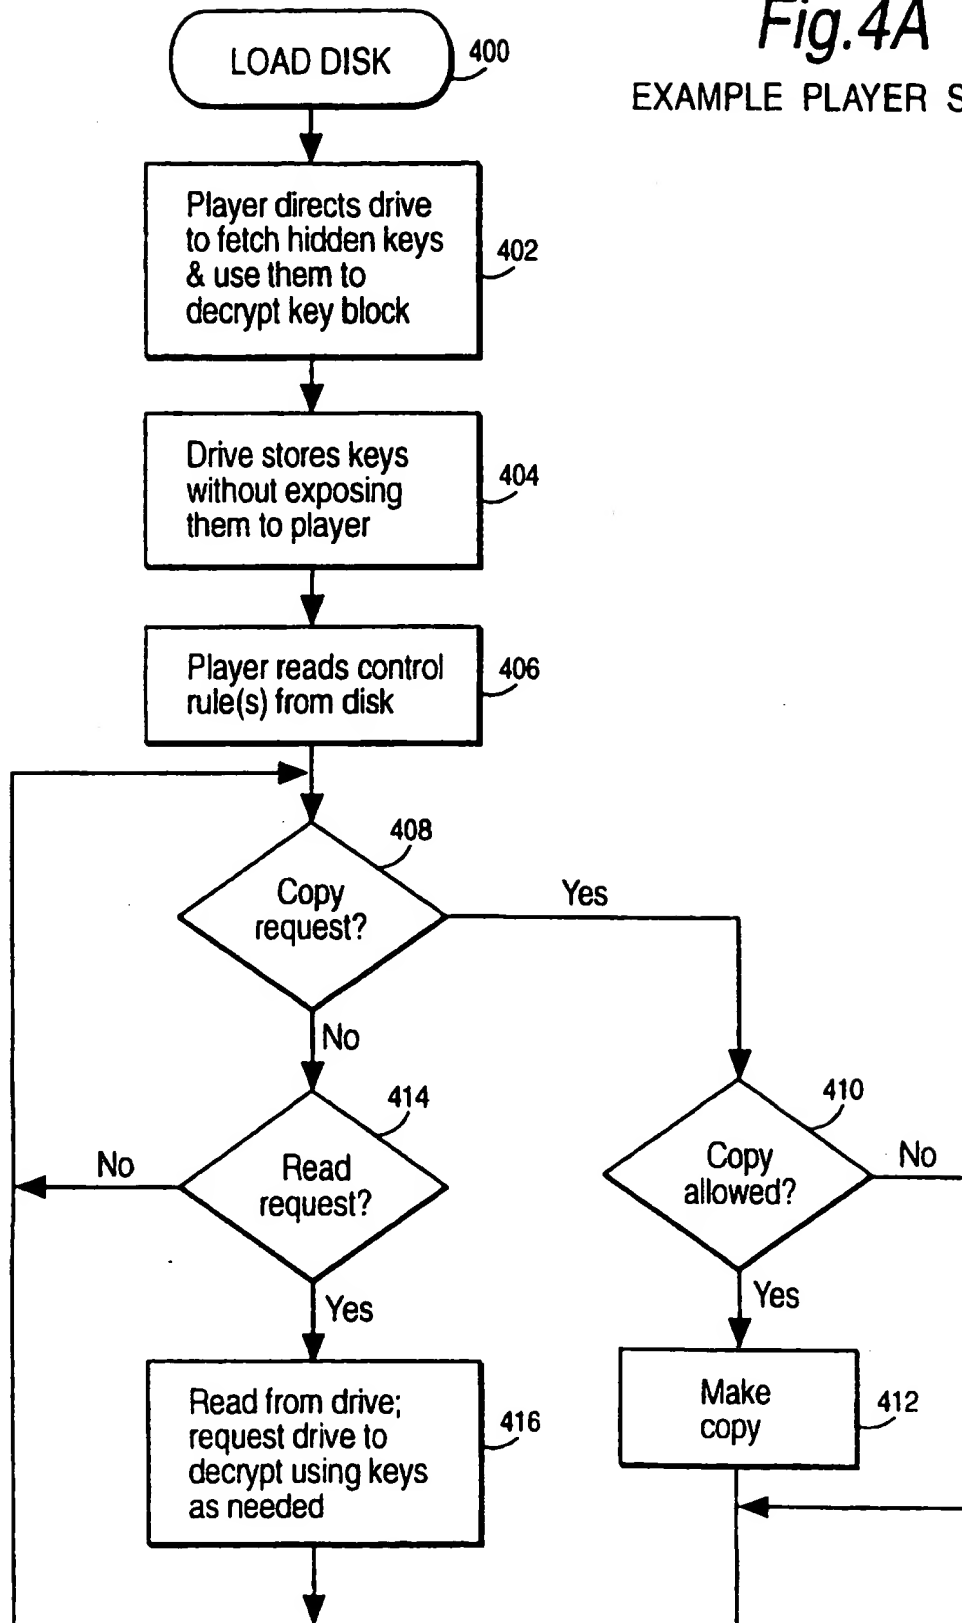 Fig.4A
EXAMPLE PLAYER S
LOAD DISK
400
Player directs drive
to fetch hidden keys
& use them to
decrypt key block
402
Drive stores keys
without exposing
them to player
404
Player reads control
rule(s) from disk
406
Copy
request?
408
Yes
No
Read
request?
414
No
Yes
Copy
allowed?
410
No
Yes
Read from drive;
request drive to
decrypt using keys
as needed
416
Make
copy
412